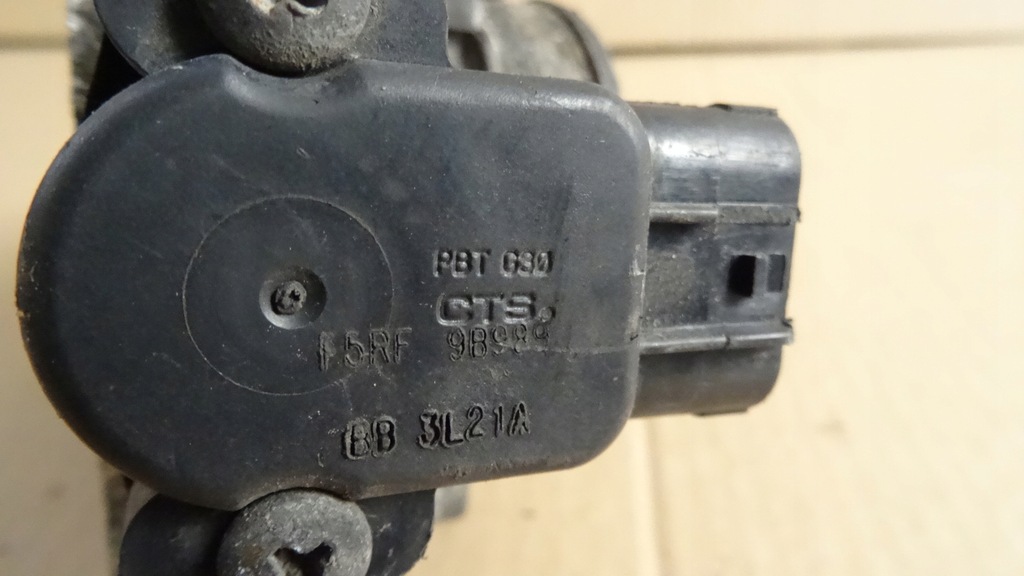 PBT G30
CTS.
F5RF 9B989
BB 3L21A